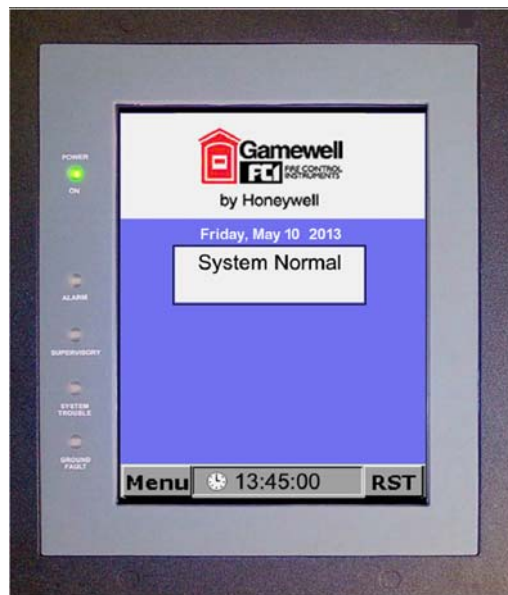 Gamewell
FCI FIRE CONTROL
INSTRUMENTS
by Honeywell
POWER
ON
Friday, May 10 2013
System Normal
ALARM
SUPERVISORY
SYSTEM
TROUBLE
GROUND
FAULT
Menu 13:45:00 RST